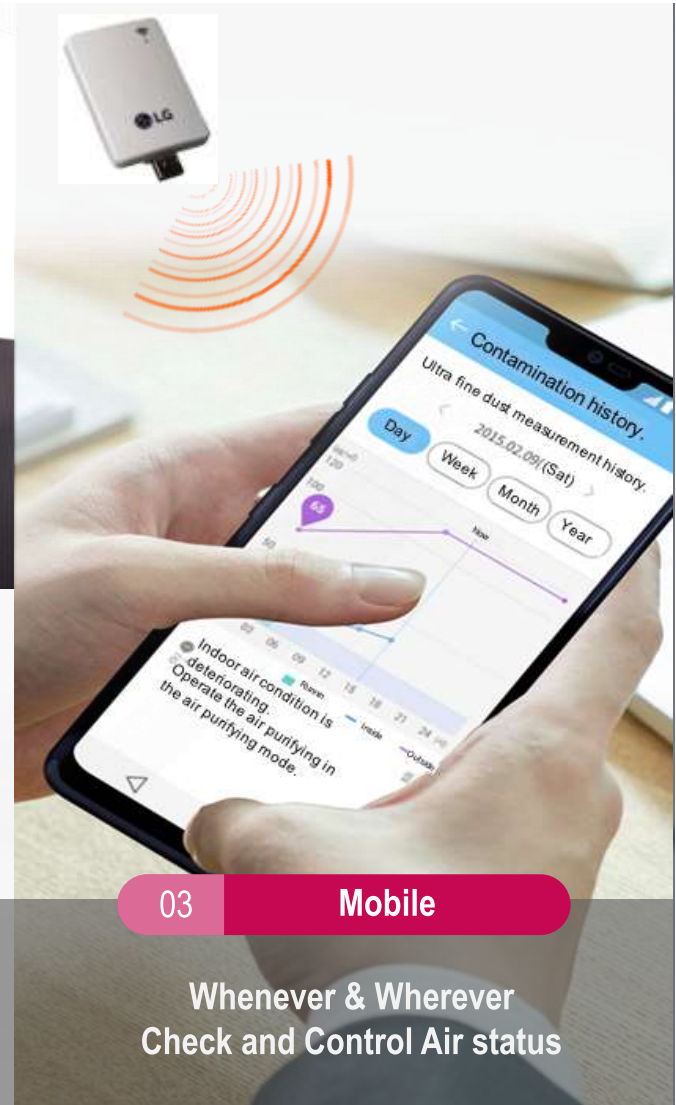 LG
Contamination history.
Ultra fine dust measurement history.
2015.02.09((Sat)
Day
Week
Month
Year
120
100
65
Now
50
03 06 09 12 15 18 21 24
Inside
Outside
Indoor air condition is
deteriorating.
Operate the air purifying in
the air purifying mode.
03
Mobile
Whenever & Wherever
Check and Control Air status